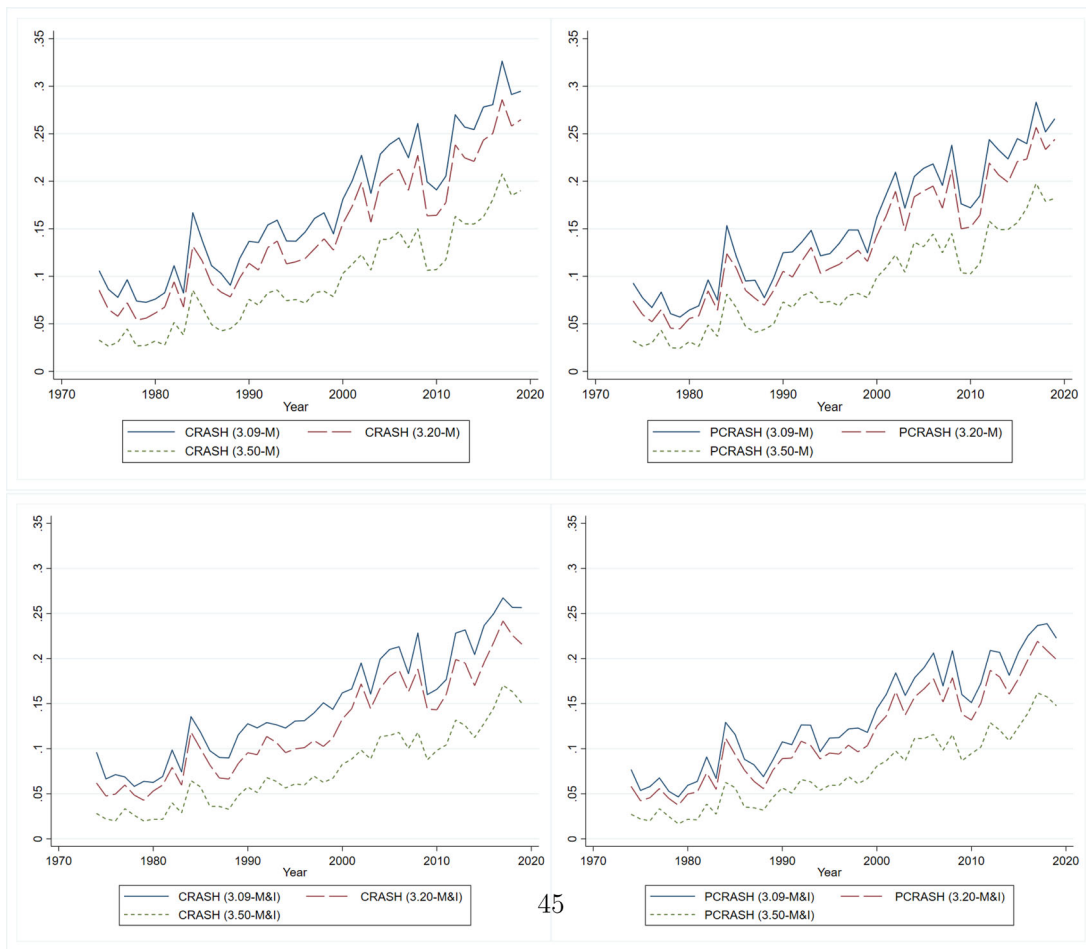 .35
.3
.25
.2
.15
.1
.05
0
1970 1980 1990 2000 2010 2020
Year
CRASH (3.09-M) CRASH (3.20-M)
CRASH (3.50-M)
.35
.3
.25
.2
.15
.1
.05
0
1970 1980 1990 2000 2010 2020
Year
PCRASH (3.09-M) PCRASH (3.20-M)
PCRASH (3.50-M)
.35
.3
.25
.2
.15
.1
.05
0
1970 1980 1990 2000 2010 2020
Year
CRASH (3.09-M&I) CRASH (3.20-M&I)
CRASH (3.50-M&I)
.35
.3
.25
.2
.15
.1
.05
0
1970 1980 1990 2000 2010 2020
Year
PCRASH (3.09-M&I) PCRASH (3.20-M&I)
PCRASH (3.50-M&I)
45